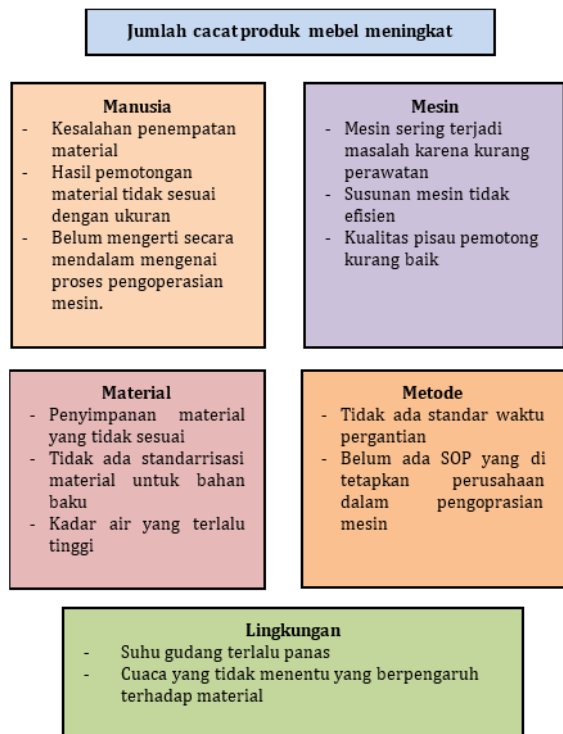 Jumlah cacat produk mebel meningkat
Manusia
- Kesalahan penempatan
material
- Hasil pemotongan
material tidak sesuai
dengan ukuran
- Belum mengerti secara
mendalam mengenai
proses pengoperasian
mesin.
Mesin
- Mesin sering terjadi
masalah karena kurang
perawatan
- Susunan mesin tidak
efisien
- Kualitas pisau pemotong
kurang baik
Material
- Penyimpanan material
yang tidak sesuai
- Tidak ada standarrisasi
material untuk bahan
baku
- Kadar air yang terlalu
tinggi
Metode
- Tidak ada standar waktu
pergantian
- Belum ada SOP yang di
tetapkan perusahaan
dalam pengoprasian
mesin
Lingkungan
- Suhu gudang terlalu panas
- Cuaca yang tidak menentu yang berpengaruh
terhadap material